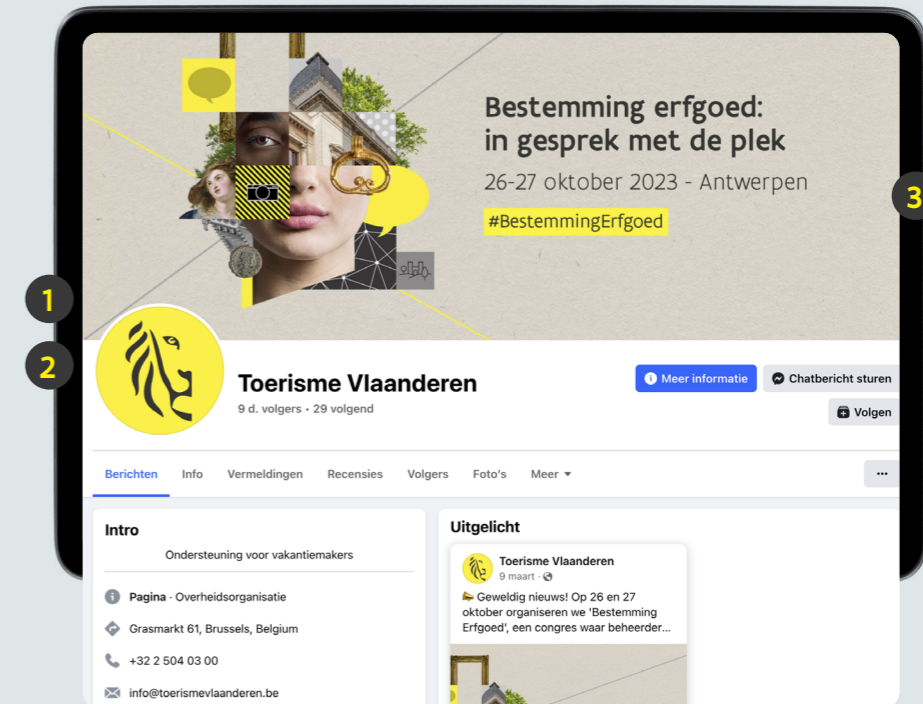 Bestemming erfgoed:
in gesprek met de plek
26-27 oktober 2023 - Antwerpen
#BestemmingErfgoed
3
1
2
Toerisme Vlaanderen
9 d. volgers • 29 volgend
Meer informatie
Chatbericht sturen
Volgen
Berichten Info Vermeldingen Recensies Volgers Foto's Meer
Intro
Ondersteuning voor vakantiemakers
Pagina · Overheidsorganisatie
Grasmarkt 61, Brussels, Belgium
+32 2 504 03 00
info@toerismevlaanderen.be
Uitgelicht
Toerisme Vlaanderen
9 maart ·
Geweldig nieuws! Op 26 en 27
oktober organiseren we 'Bestemming
Erfgoed', een congres waar beheerder...